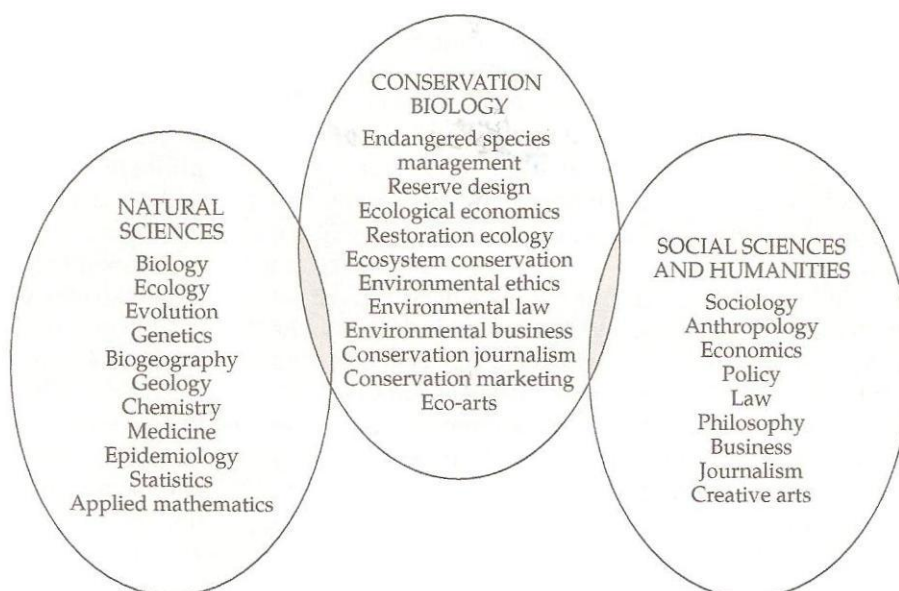 CONSERVATION
BIOLOGY
Endangered species
management
Reserve design
Ecological economics
Restoration ecology
Ecosystem conservation
Environmental ethics
Environmental law
Environmental business
Conservation journalism
Conservation marketing
Eco-arts
NATURAL
SCIENCES
Biology
Ecology
Evolution
Genetics
Biogeography
Geology
Chemistry
Medicine
Epidemiology
Statistics
Applied mathematics
SOCIAL SCIENCES
AND HUMANITIES
Sociology
Anthropology
Economics
Policy
Law
Philosophy
Business
Journalism
Creative arts